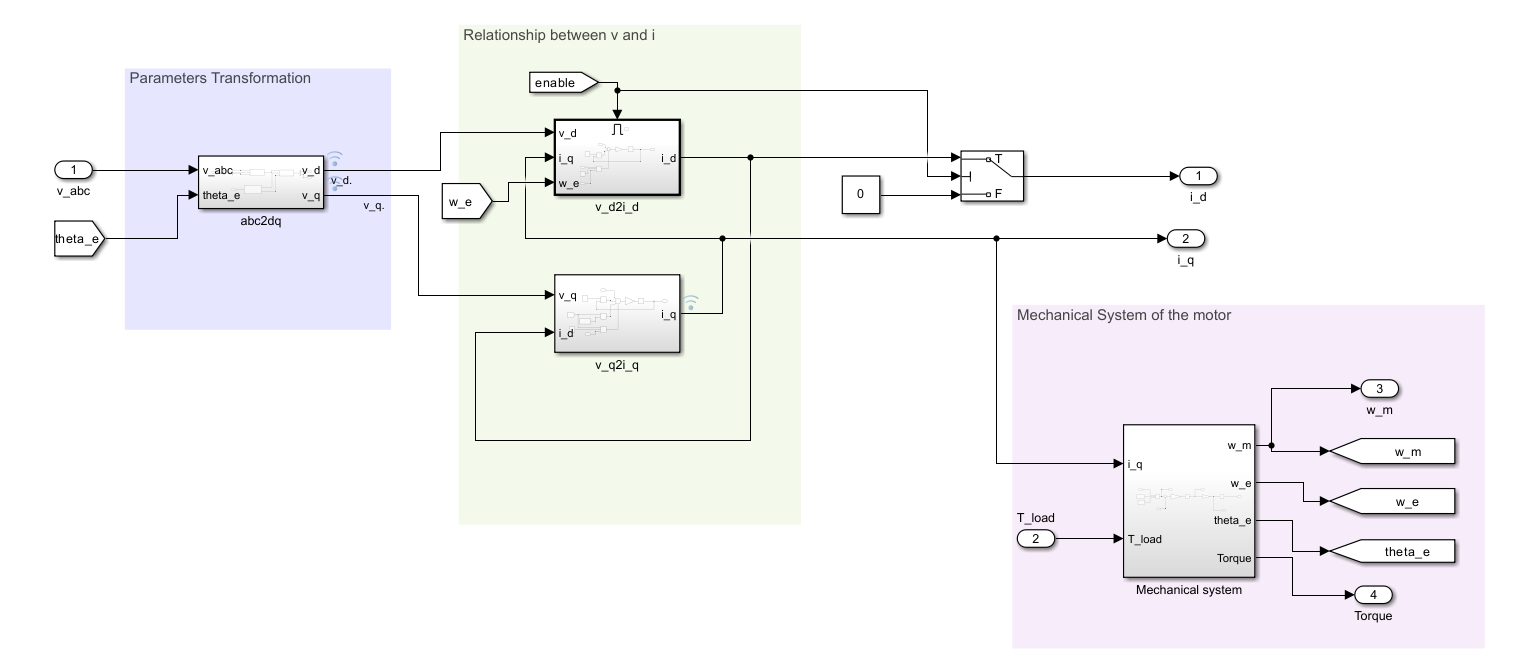 Relationship between v and i
Parameters Transformation
enable
v_d
i_q
w_e
i_d
v_d2i_d
w_e
1
v_abc
theta_e
v_abc
theta_e
v_d
v_q
abc2dq
v_d.
v_q.
0
T
F
1
i_d
2
i_q
v_q
i_d
i_q
v_q2i_q
Mechanical System of the motor
3
w_m
w_m
w_e
theta_e
4
Torque
i_q
T_load
w_m
w_e
theta_e
Torque
Mechanical system
T_load
2